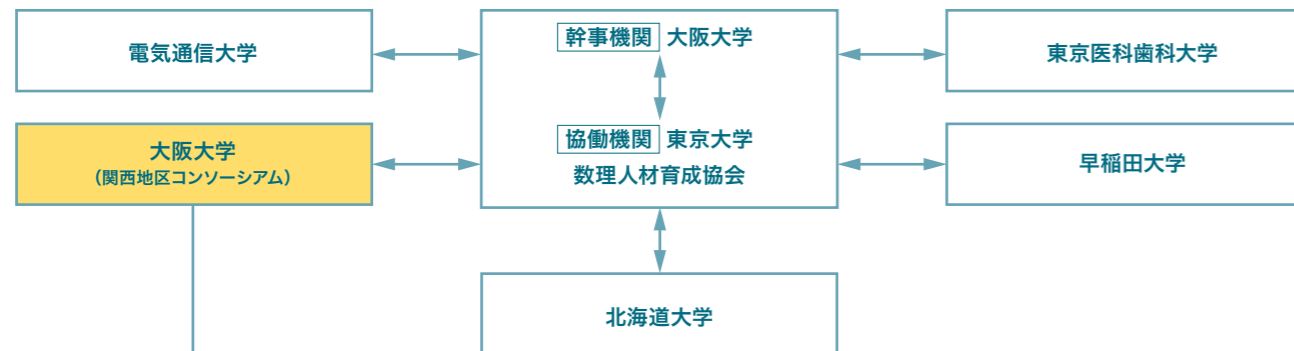 電気通信大学
大阪大学
（関西地区コンソーシアム）
幹事機関 大阪大学
協働機関 東京大学
数理人材育成協会
東京医科歯科大学
早稲田大学
北海道大学